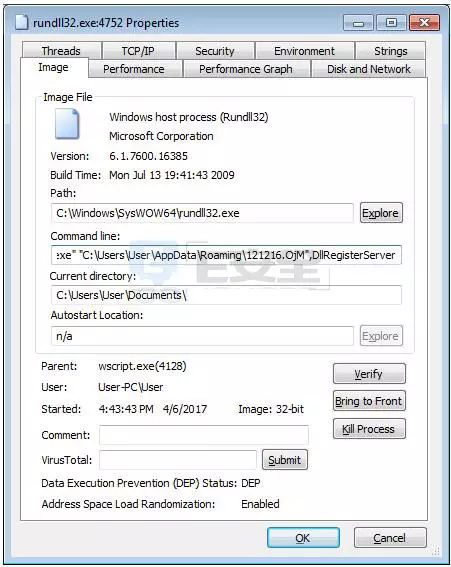 rundll32.exe:4752 Properties
Threads TCP/IP Security Environment Strings
Image Performance Performance Graph Disk and Network
Image File
Windows host process (Rundll32)
Microsoft Corporation
Version: 6.1.7600.16385
Build Time: Mon Jul 13 19:41:43 2009
Path:
C:\Windows\SysWOW64\rundll32.exe Explore
Command line:
:xe" "C:\Users\User\AppData\Roaming\121216.OjM",DllRegisterServer
E安全
Current directory:
C:\Users\User\Documents\
Autostart Location:
n/a Explore
Parent: wscript.exe(4128) Verify
User: User-PC\User
Bring to Front
Started: 4:43:43 PM 4/6/2017 Image: 32-bit
Comment: Kill Process
VirusTotal: Submit
Data Execution Prevention (DEP) Status: DEP
Address Space Load Randomization: Enabled
OK Cancel